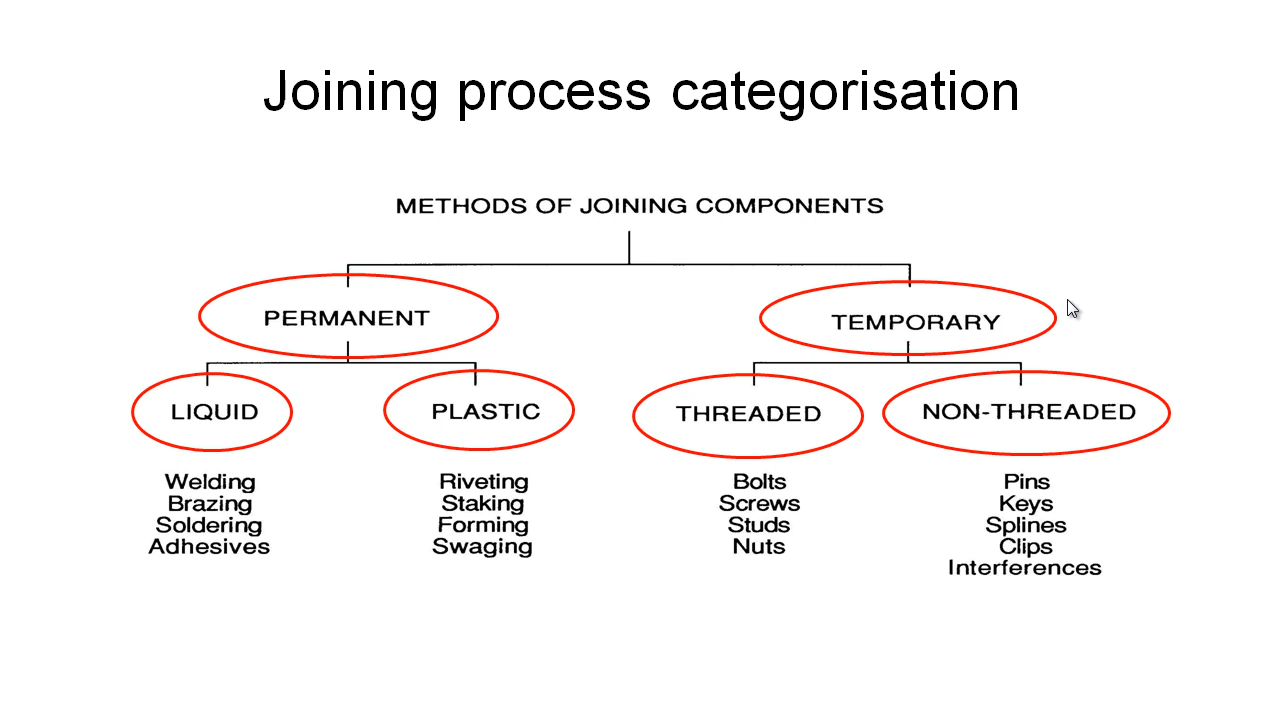 Joining process categorisation
METHODS OF JOINING COMPONENTS
PERMANENT
TEMPORARY
LIQUID
PLASTIC
THREADED
NON-THREADED
Welding
Brazing
Soldering
Adhesives
Riveting
Staking
Forming
Swaging
Bolts
Screws
Studs
Nuts
Pins
Keys
Splines
Clips
Interferences